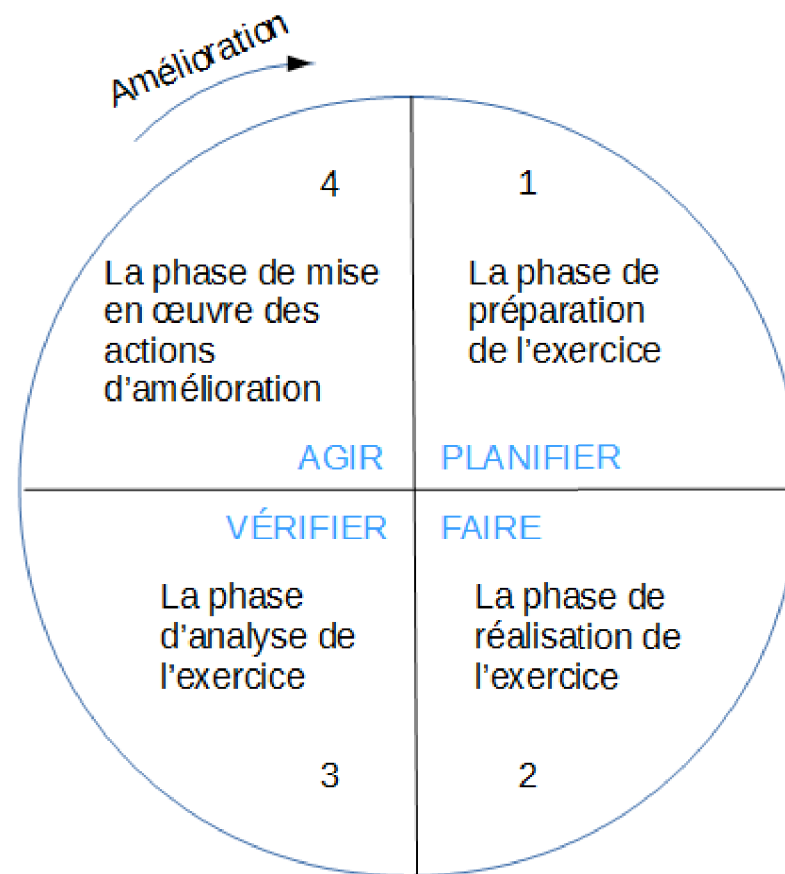 Amélioration
4
La phase de mise
en œuvre des
actions
d’amélioration
AGIR
1
La phase de
préparation
de l’exercice
PLANIFIER
VÉRIFIER
La phase
d’analyse de
l’exercice
3
FAIRE
La phase de
réalisation de
l’exercice
2